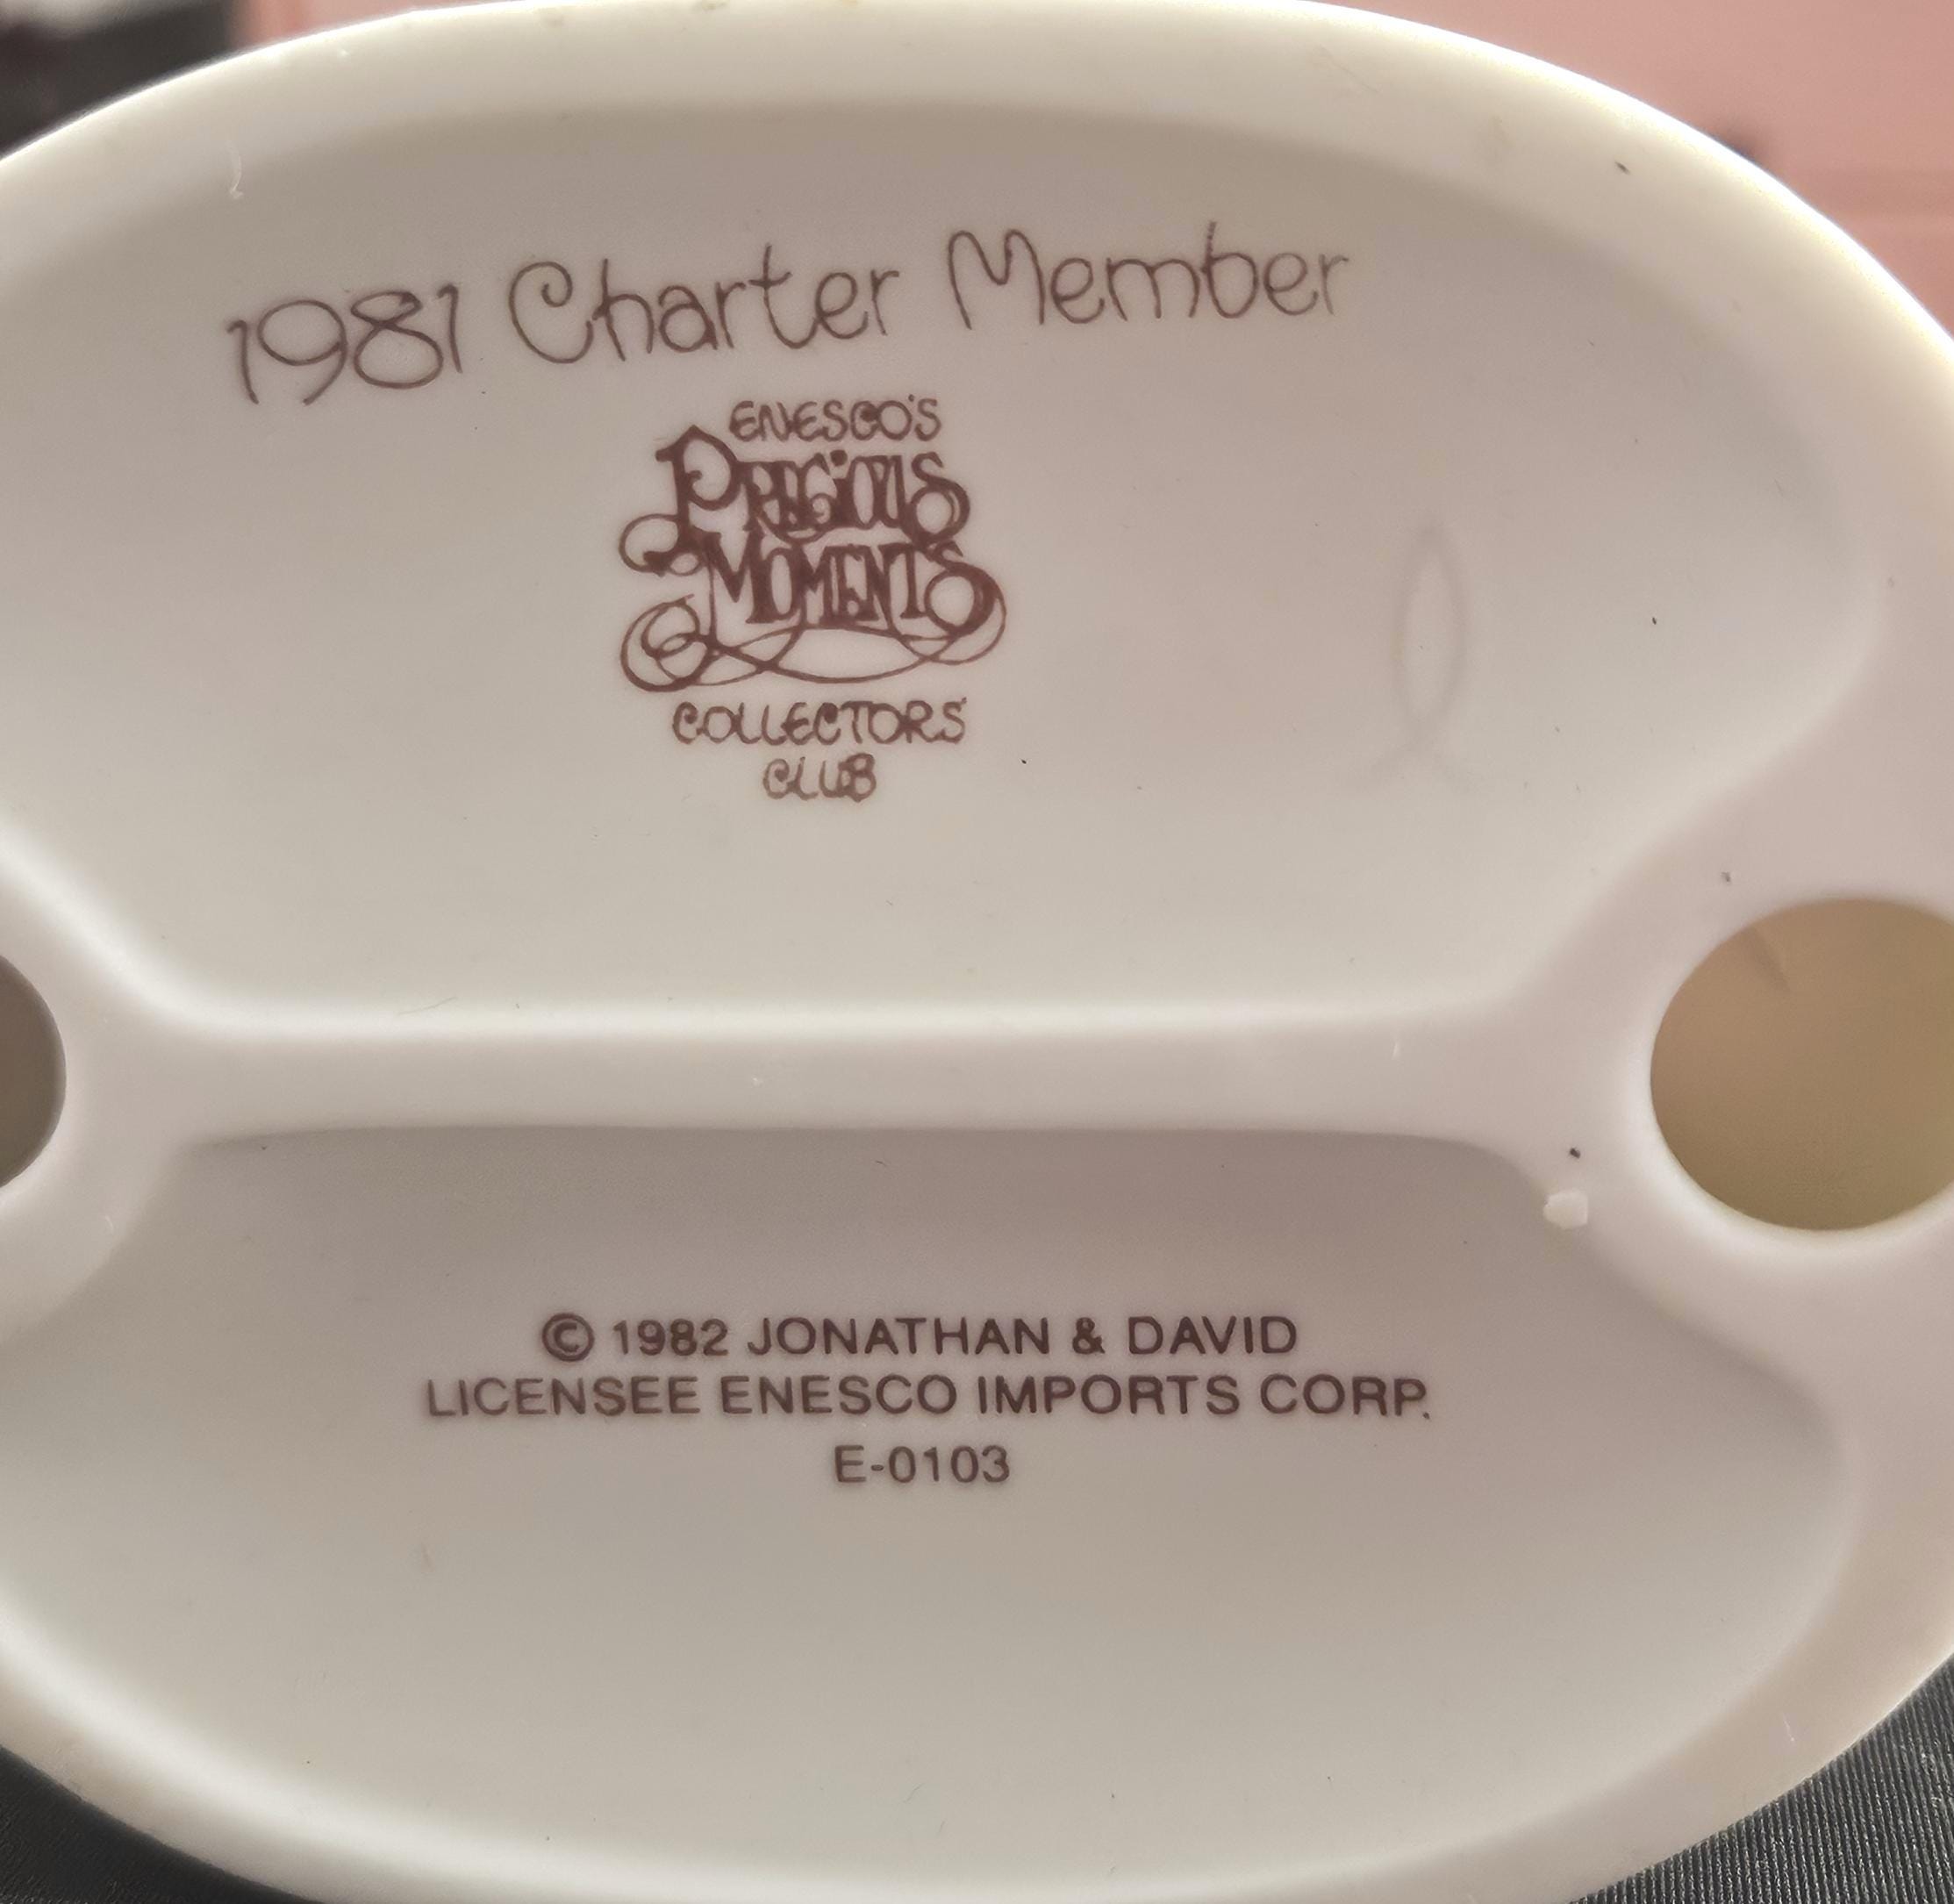 1981 Charter Member
ENESCO'S
PRECIOUS
MOMENTS
COLLECTORS
CLUB
© 1982 JONATHAN & DAVID
LICENSEE ENESCO IMPORTS CORP.
E-0103